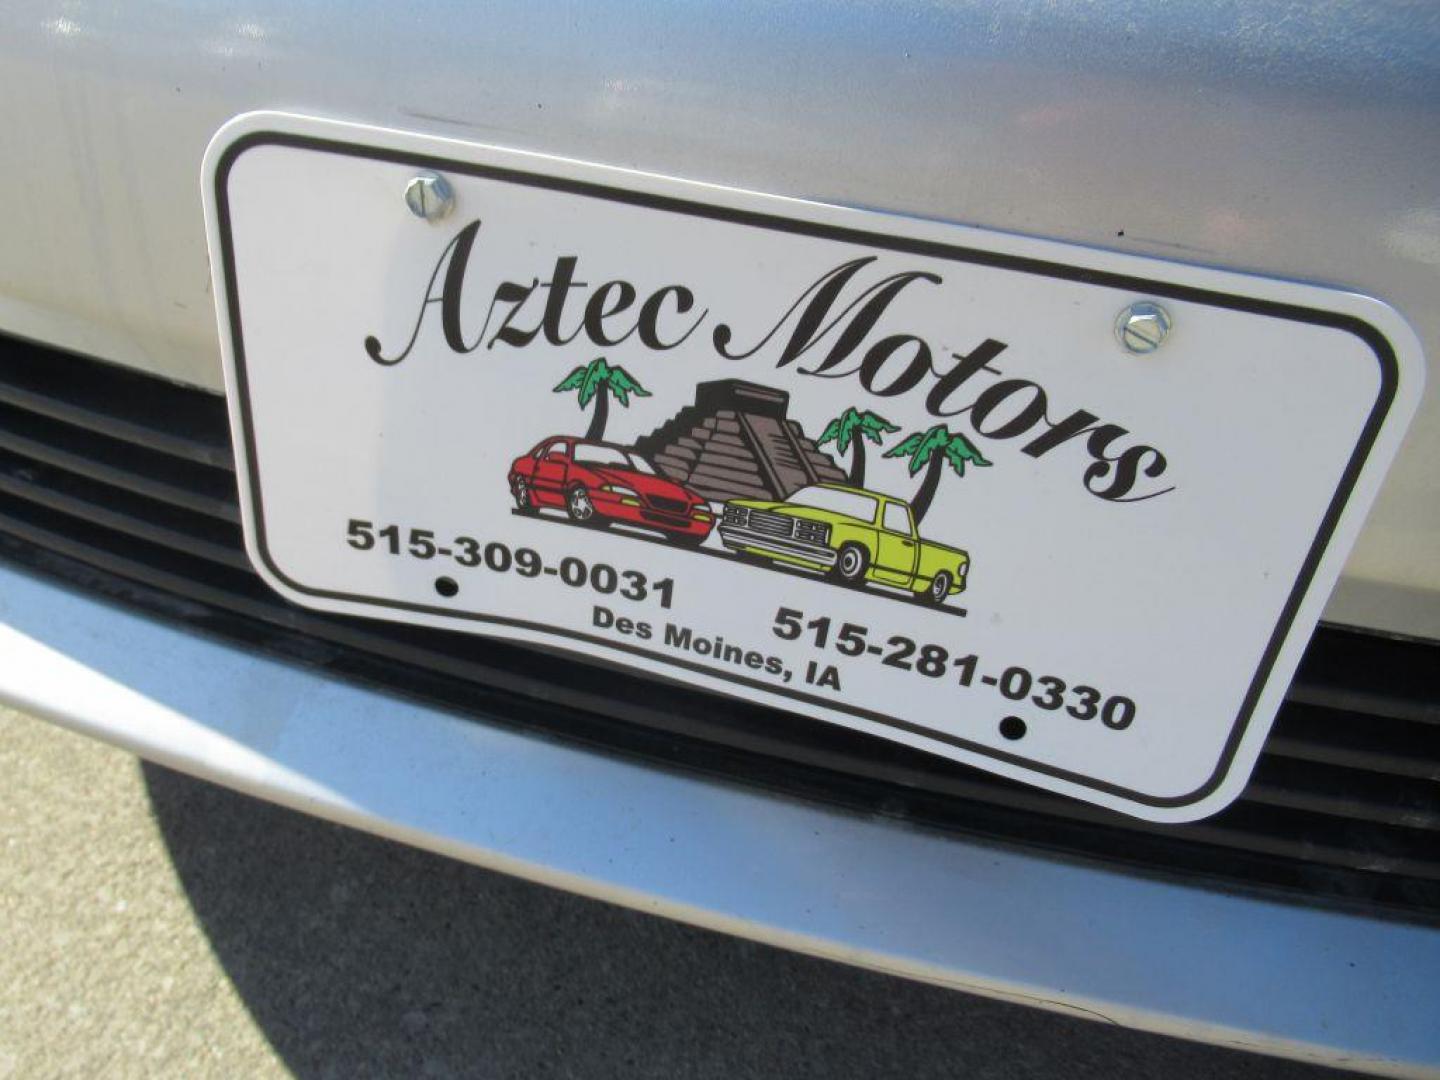 Aztec Motors
515-309-0031
515-281-0330
Des Moines, IA